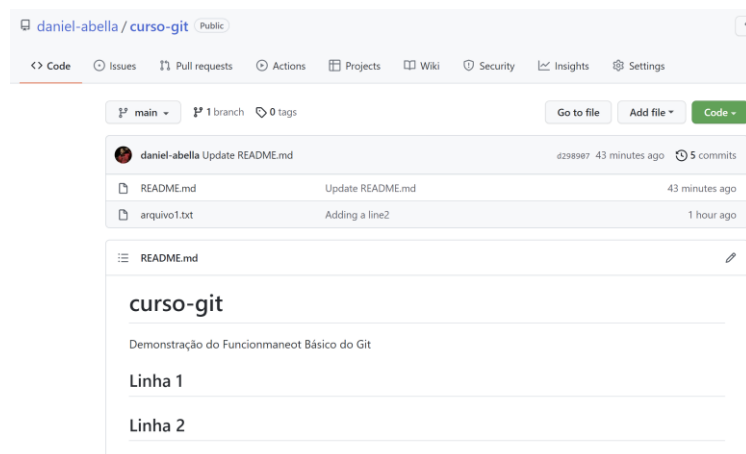 daniel-abella / curso-git Public
Code Issues Pull requests Actions Projects Wiki Security Insights Settings
main 1 branch 0 tags Go to file Add file Code
daniel-abella Update README.md d298907 43 minutes ago 5 commits
README.md Update README.md 43 minutes ago
arquivo1.txt Adding a line2 1 hour ago
README.md
curso-git
Demonstração do Funcionmaneot Básico do Git
Linha 1
Linha 2